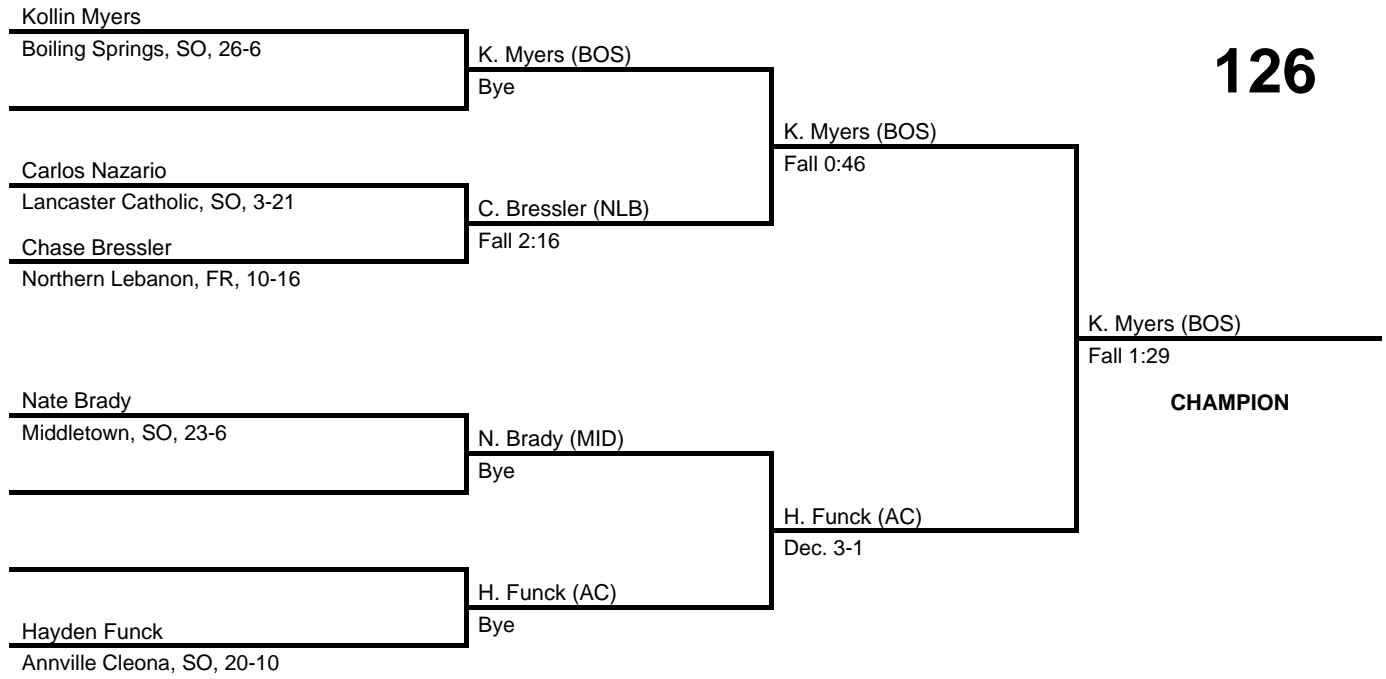 Kollin Myers
Boiling Springs, SO, 26-6
K. Myers (BOS)
Bye
126
K. Myers (BOS)
Fall 0:46
Carlos Nazario
Lancaster Catholic, SO, 3-21
C. Bressler (NLB)
Fall 2:16
Chase Bressler
Northern Lebanon, FR, 10-16
K. Myers (BOS)
Fall 1:29
CHAMPION
Nate Brady
Middletown, SO, 23-6
N. Brady (MID)
Bye
H. Funck (AC)
Dec. 3-1
H. Funck (AC)
Bye
Hayden Funck
Annville Cleona, SO, 20-10